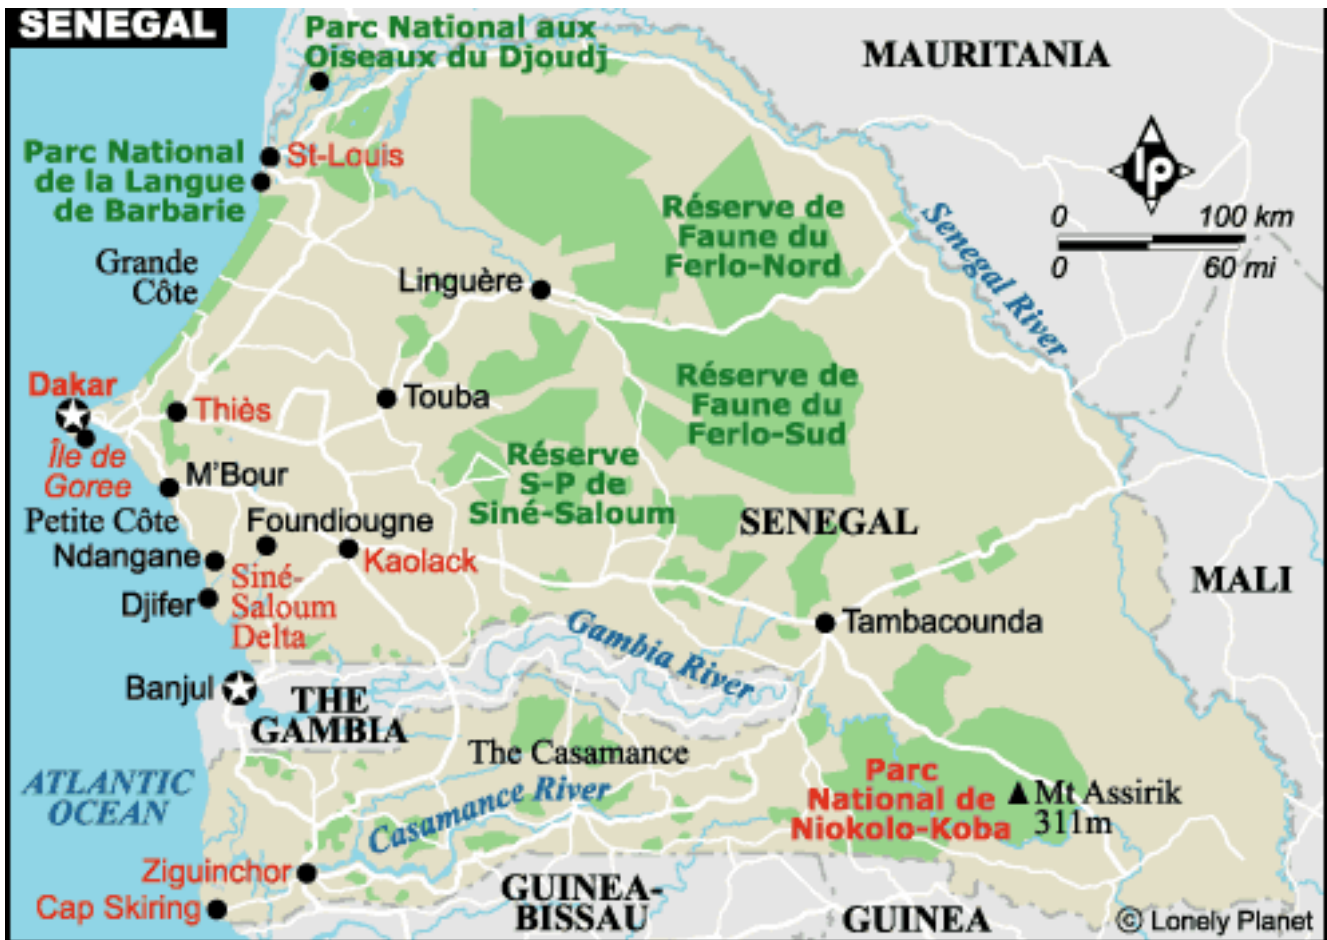 SENEGAL
Parc National aux
Oiseaux du Djoudj
MAURITANIA
Parc National
de la Langue
de Barbarie
St-Louis
lp
0
100 km
0
60 mi
Réserve de
Faune du
Ferlo-Nord
Senegal River
Grande
Côte
Linguère
Dakar
Thiès
Touba
Réserve de
Faune du
Ferlo-Sud
Île de
Goree
M'Bour
Réserve
S-P de
Siné-Saloum
Petite Côte
Foundiougne
SENEGAL
Ndangane
Kaolack
Siné-
Saloum
Delta
MALI
Djifer
Gambia River
Tambacounda
Banjul
THE
GAMBIA
The Casamance
ATLANTIC
OCEAN
Casamance River
Parc
National de
Niokolo-Koba
Mt Assirik
311m
Ziguinchor
Cap Skiring
GUINEA-
BISSAU
GUINEA
© Lonely Planet